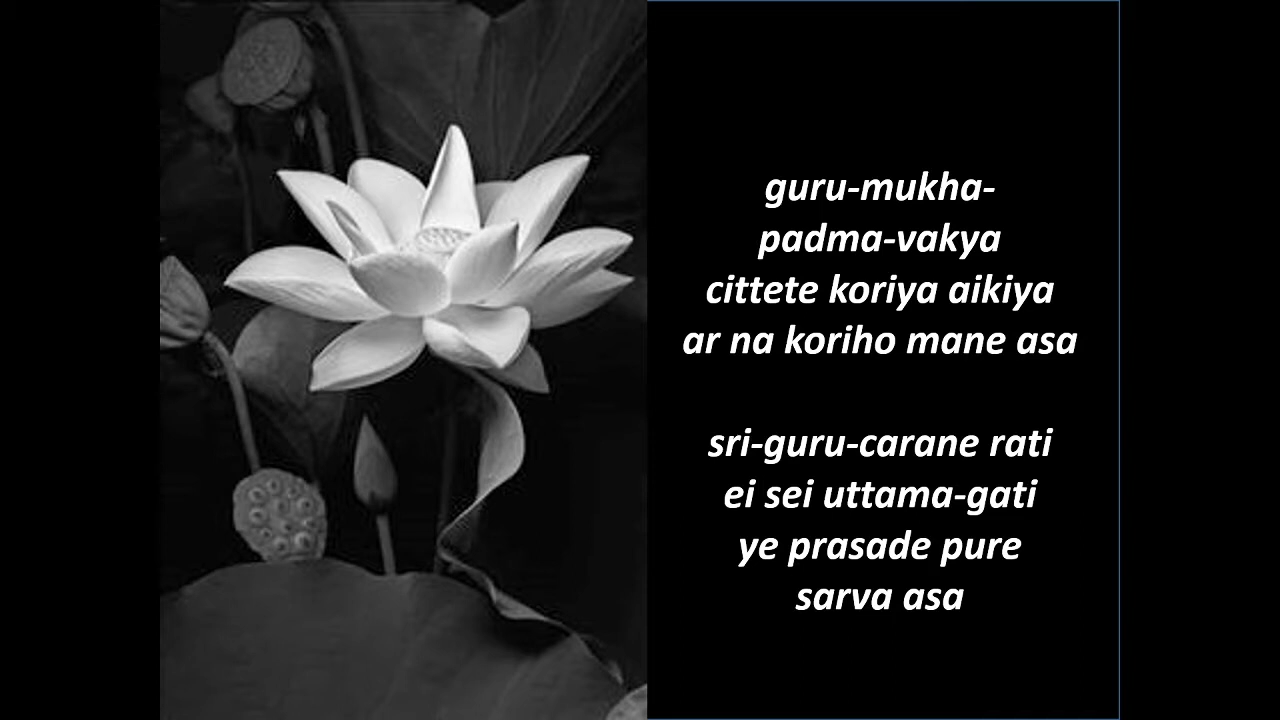 guru-mukha-
padma-vakya
cittete koriya aikiya
ar na koriho mane asa
sri-guru-carane rati
ei sei uttama-gati
ye prasade pure
sarva asa